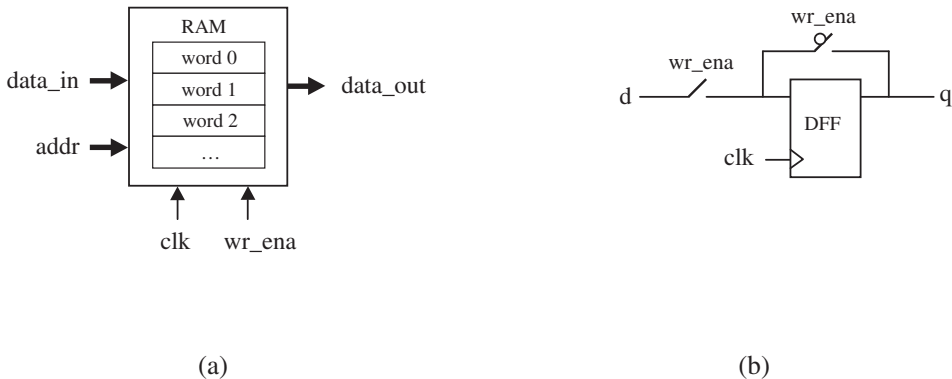 RAM
word 0
word 1
word 2
...
data_in
addr
data_out
clk
wr_ena
(a)
wr_ena
wr_ena
d
DFF
clk
q
(b)